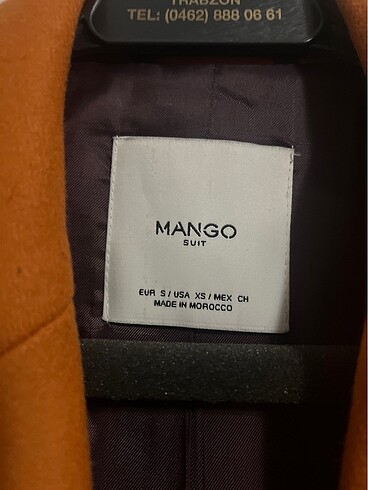 TRABZON
TEL: (0462) 888 06 61
MANGO
SUIT
EUR S / USA XS / MEX CH
MADE IN MOROCCO